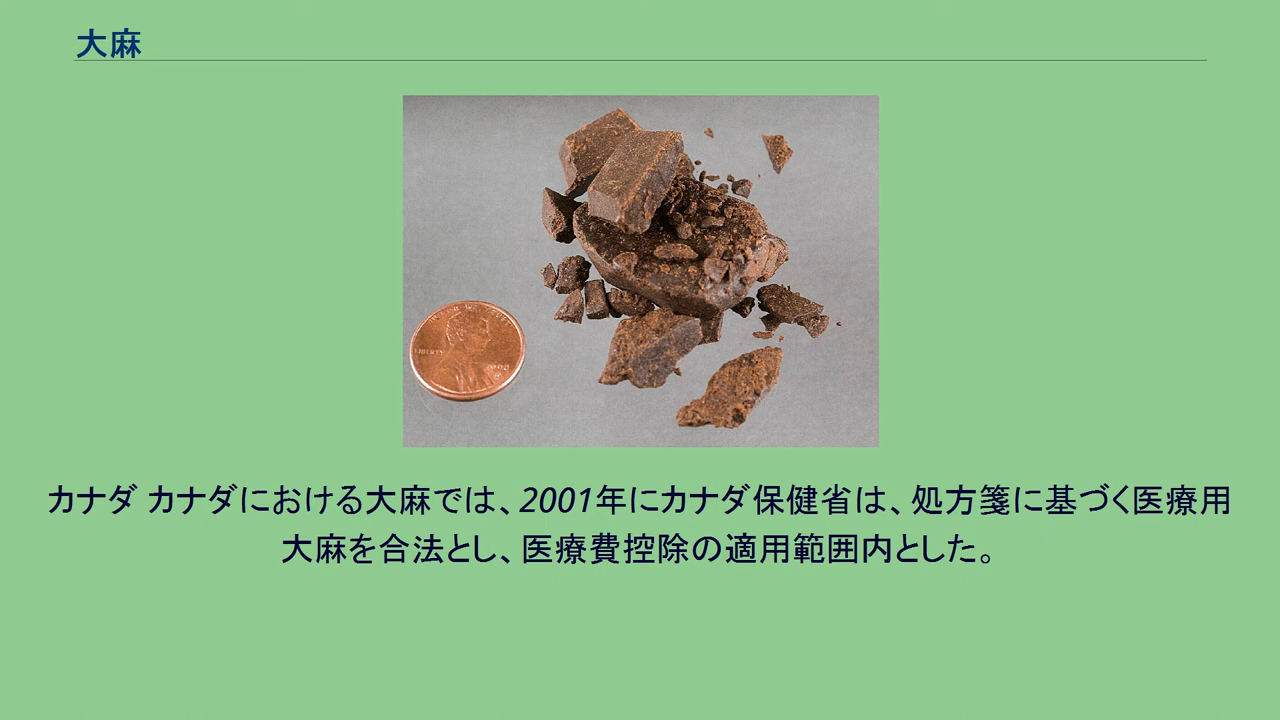 大麻
LIBERTY
カナダ カナダにおける大麻では、2001年にカナダ保健省は、処方箋に基づく医療用
大麻を合法とし、医療費控除の適用範囲内とした。